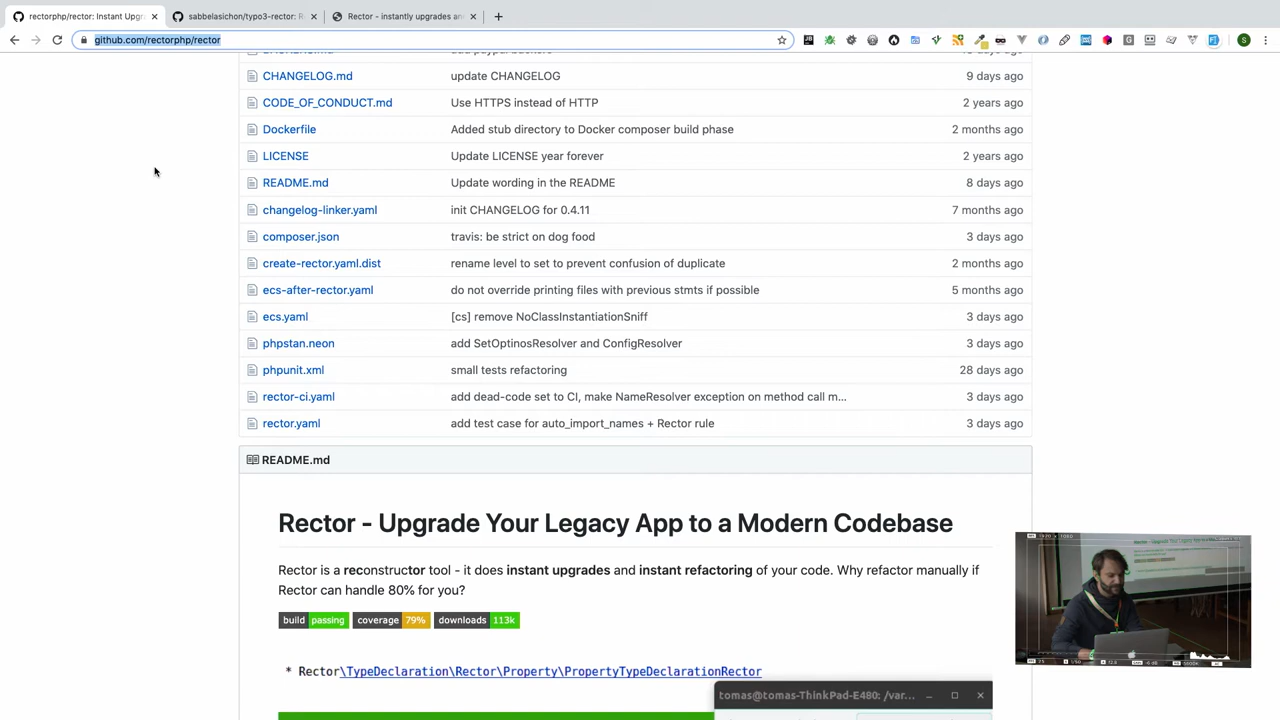 rectorphp/rector: Instant Upgr
sabbelasichon/typo3-rector: R
Rector - instantly upgrades an
github.com/rectorphp/rector
CHANGELOG.md update CHANGELOG 9 days ago
CODE_OF_CONDUCT.md Use HTTPS instead of HTTP 2 years ago
Dockerfile Added stub directory to Docker composer build phase 2 months ago
LICENSE Update LICENSE year forever 2 years ago
README.md Update wording in the README 8 days ago
changelog-linker.yaml init CHANGELOG for 0.4.11 7 months ago
composer.json travis: be strict on dog food 3 days ago
create-rector.yaml.dist rename level to set to prevent confusion of duplicate 2 months ago
ecs-after-rector.yaml do not override printing files with previous stmts if possible 5 months ago
ecs.yaml [cs] remove NoClassInstantiationSniff 3 days ago
phpstan.neon add SetOptinosResolver and ConfigResolver 3 days ago
phpunit.xml small tests refactoring 28 days ago
rector-ci.yaml add dead-code set to CI, make NameResolver exception on method call m... 3 days ago
rector.yaml add test case for auto_import_names + Rector rule 3 days ago
README.md
Rector - Upgrade Your Legacy App to a Modern Codebase
Rector is a reconstructor tool - it does instant upgrades and instant refactoring of your code. Why refactor manually if
Rector can handle 80% for you?
build passing coverage 79% downloads 113k
* Rector\TypeDeclaration\Rector\Property\PropertyTypeDeclarationRector
tomas@tomas-ThinkPad-E480: /var...